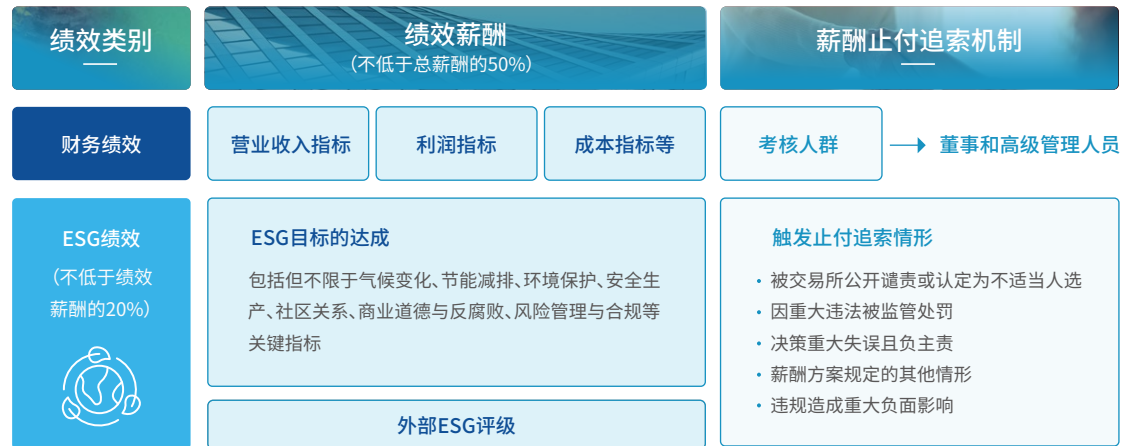 绩效类别
绩效薪酬
（不低于总薪酬的50%）
薪酬止付追索机制
财务绩效
营业收入指标
利润指标
成本指标等
考核人群
董事和高级管理人员
ESG绩效
（不低于绩效
薪酬的20%）
ESG目标的达成
包括但不限于气候变化、节能减排、环境保护、安全生
产、社区关系、商业道德与反腐败、风险管理与合规等
关键指标
外部ESG评级
触发止付追索情形
• 被交易所公开谴责或认定为不适当人选
• 因重大违法被监管处罚
• 决策重大失误且负主责
• 薪酬方案规定的其他情形
• 违规造成重大负面影响